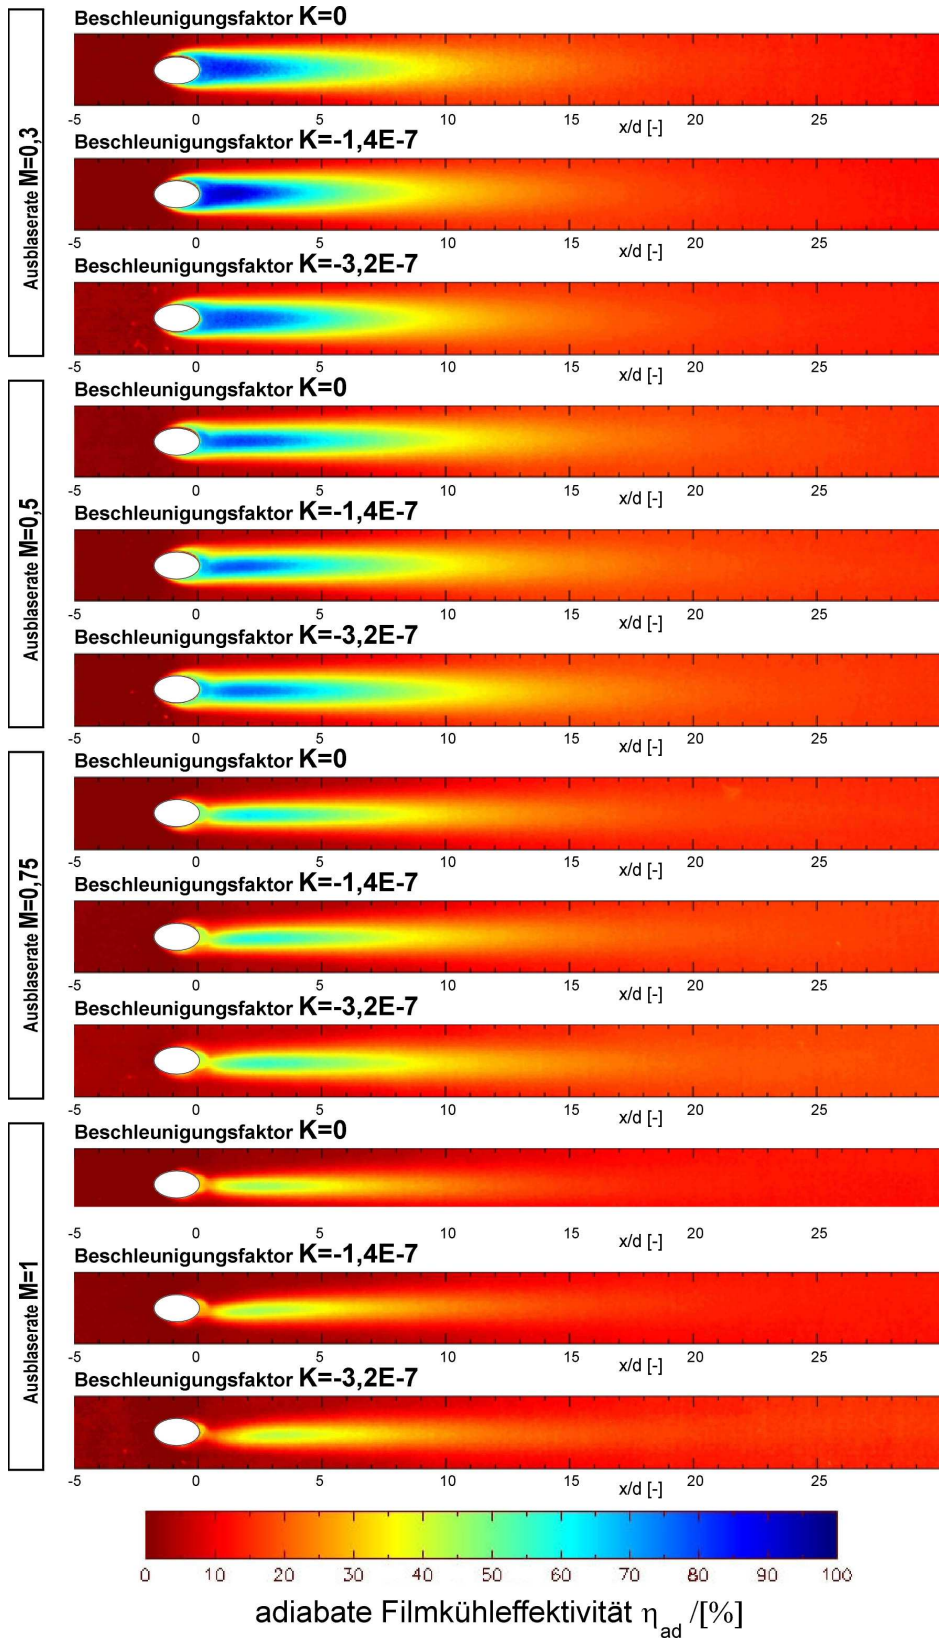 Beschleunigungsfaktor K=0
-5 0 5 10 15 x/d [-] 20 25
Beschleunigungsfaktor K=-1,4E-7
-5 0 5 10 15 x/d [-] 20 25
Beschleunigungsfaktor K=-3,2E-7
-5 0 5 10 15 x/d [-] 20 25
Ausblaserate M=0,3
Beschleunigungsfaktor K=0
-5 0 5 10 15 x/d [-] 20 25
Beschleunigungsfaktor K=-1,4E-7
-5 0 5 10 15 x/d [-] 20 25
Beschleunigungsfaktor K=-3,2E-7
-5 0 5 10 15 x/d [-] 20 25
Ausblaserate M=0,5
Beschleunigungsfaktor K=0
-5 0 5 10 15 x/d [-] 20 25
Beschleunigungsfaktor K=-1,4E-7
-5 0 5 10 15 x/d [-] 20 25
Beschleunigungsfaktor K=-3,2E-7
-5 0 5 10 15 x/d [-] 20 25
Ausblaserate M=0,75
Beschleunigungsfaktor K=0
-5 0 5 10 15 x/d [-] 20 25
Beschleunigungsfaktor K=-1,4E-7
-5 0 5 10 15 x/d [-] 20 25
Beschleunigungsfaktor K=-3,2E-7
-5 0 5 10 15 x/d [-] 20 25
Ausblaserate M=1
0 10 20 30 40 50 60 70 80 90 100
adiabate Filmkühleffektivität η_ad /[%]